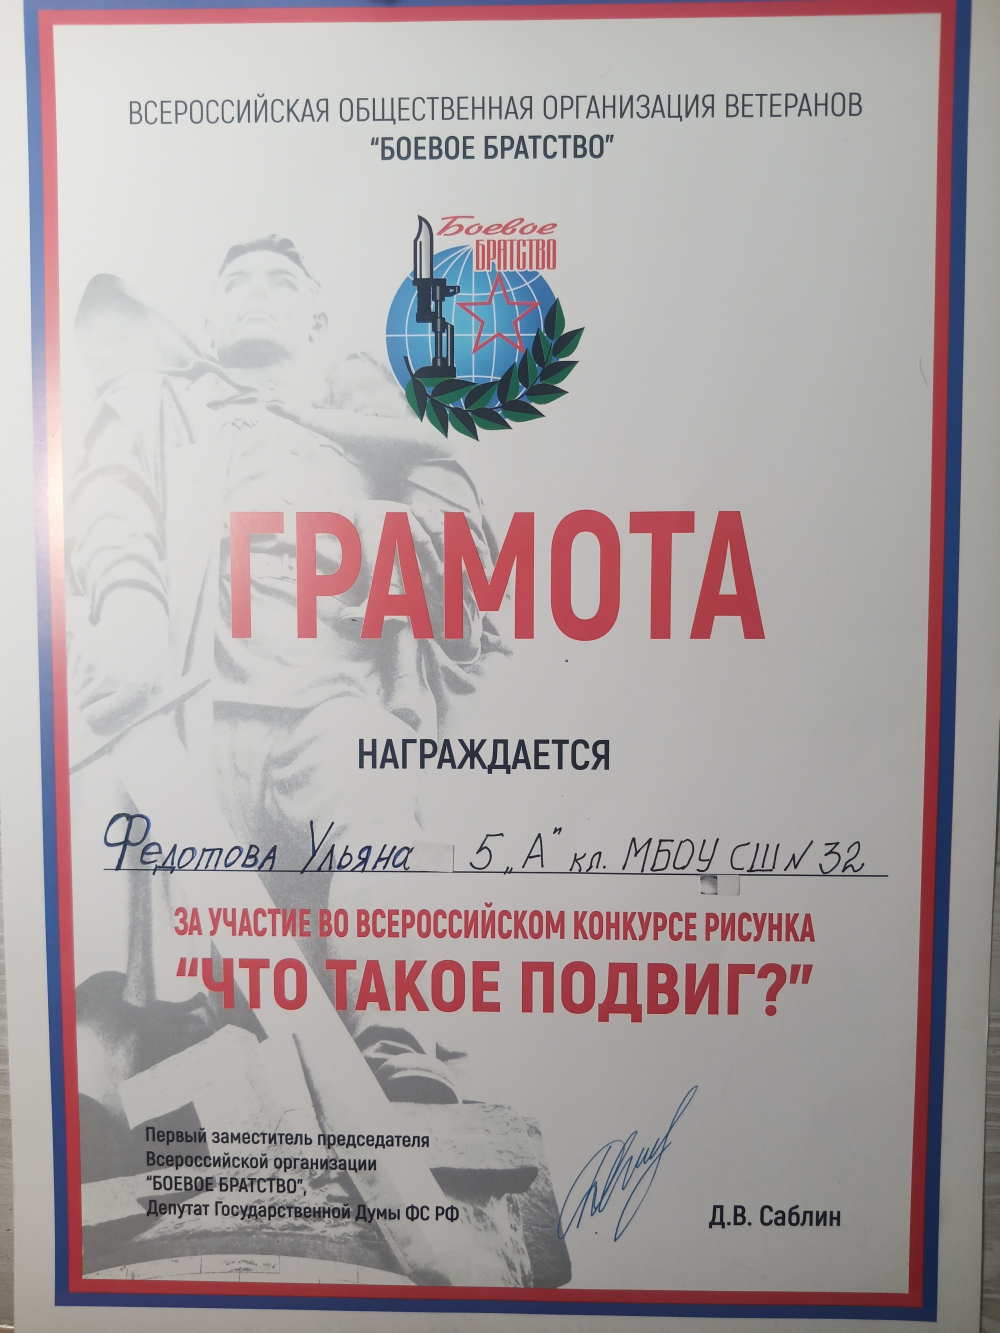 ВСЕРОССИЙСКАЯ ОБЩЕСТВЕННАЯ ОРГАНИЗАЦИЯ ВЕТЕРАНОВ
“БОЕВОЕ БРАТСТВО”
Боевое
БРАТСТВО
ГРАМОТА
НАГРАЖДАЕТСЯ
Федотова Ульяна 5 „А” кл. МБОУ СШ N 32
ЗА УЧАСТИЕ ВО ВСЕРОССИЙСКОМ КОНКУРСЕ РИСУНКА
“ЧТО ТАКОЕ ПОДВИГ?”
Первый заместитель председателя
Всероссийской организации
“БОЕВОЕ БРАТСТВО”,
Депутат Государственной Думы ФС РФ
Д.В. Саблин